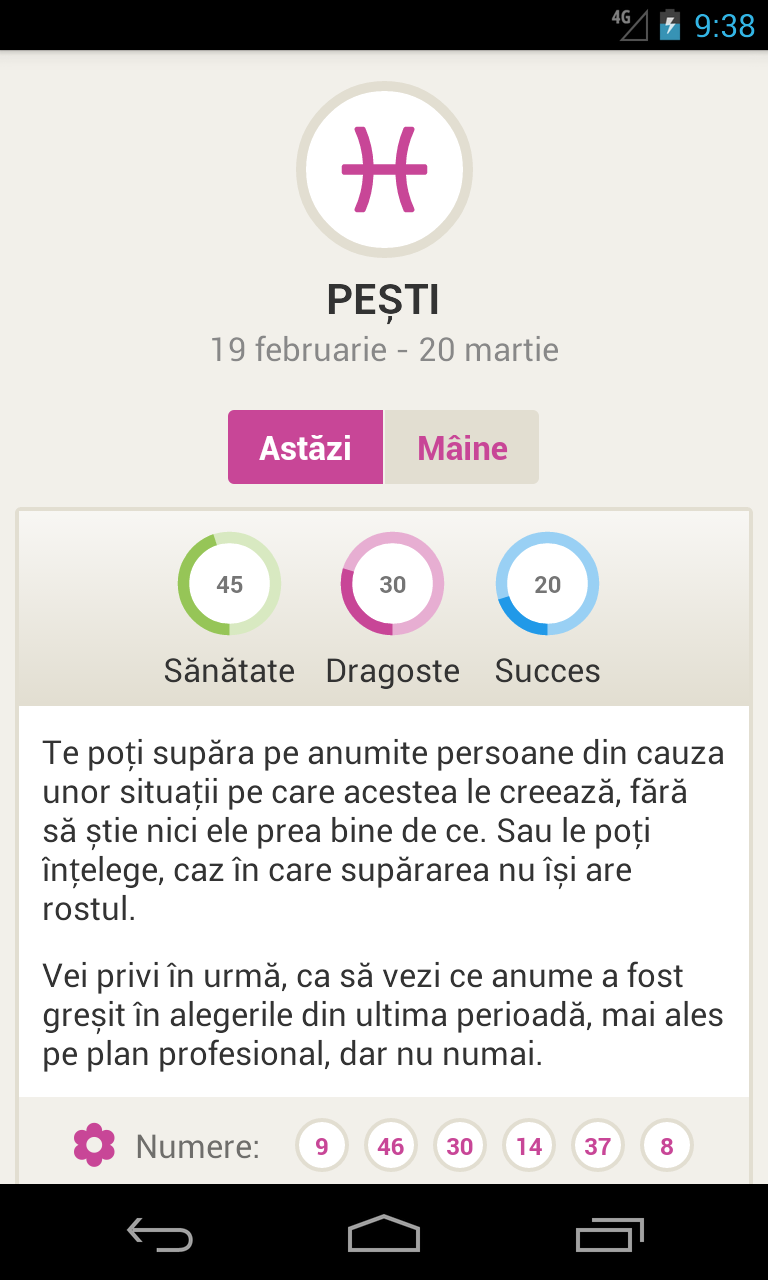 4G 9:38
PEȘTI
19 februarie - 20 martie
Astăzi Mâine
45 30 20
Sănătate Dragoste Succes
Te poți supăra pe anumite persoane din cauza
unor situații pe care acestea le creează, fără
să știe nici ele prea bine de ce. Sau le poți
înțelege, caz în care supărarea nu își are
rostul.
Vei privi în urmă, ca să vezi ce anume a fost
greșit în alegerile din ultima perioadă, mai ales
pe plan profesional, dar nu numai.
Numere: 9 46 30 14 37 8